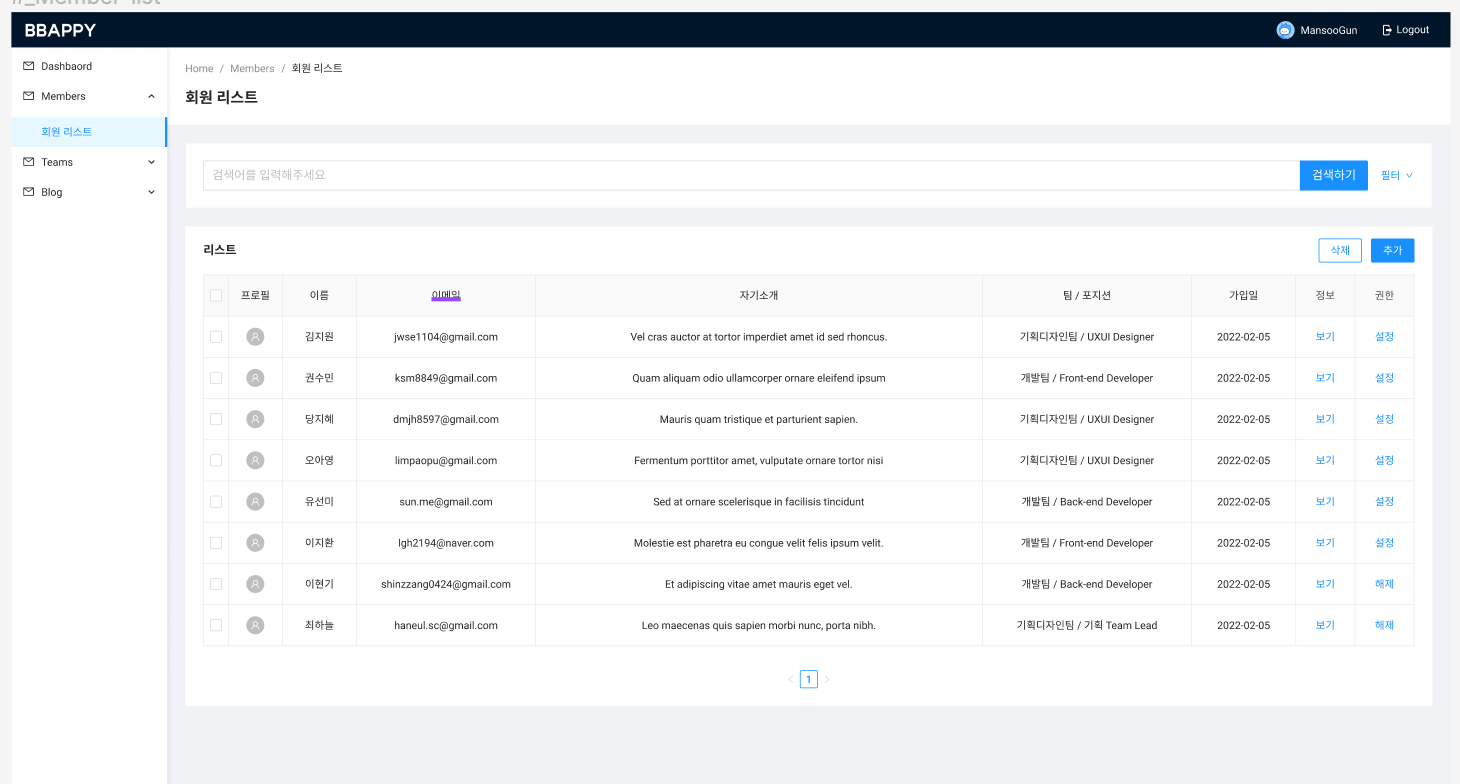 #_Member list
BBAPPY MansooGun Logout
Dashbaord
Members
회원 리스트
Teams
Blog
Home / Members / 회원 리스트
회원 리스트
검색어를 입력해주세요 검색하기 필터
리스트 삭제 추가
프로필 이름 이메일 자기소개 팀 / 포지션 가입일 정보 권한
김지원 jwse1104@gmail.com Vel cras auctor at tortor imperdiet amet id sed rhoncus. 기획디자인팀 / UXUI Designer 2022-02-05 보기 설정
권수민 ksm8849@gmail.com Quam aliquam odio ullamcorper ornare eleifend ipsum 개발팀 / Front-end Developer 2022-02-05 보기 설정
당지혜 dmjh8597@gmail.com Mauris quam tristique et parturient sapien. 기획디자인팀 / UXUI Designer 2022-02-05 보기 설정
오아영 limpaopu@gmail.com Fermentum porttitor amet, vulputate ornare tortor nisi 기획디자인팀 / UXUI Designer 2022-02-05 보기 설정
유선미 sun.me@gmail.com Sed at ornare scelerisque in facilisis tincidunt 개발팀 / Back-end Developer 2022-02-05 보기 설정
이지환 lgh2194@naver.com Molestie est pharetra eu congue velit felis ipsum velit. 개발팀 / Front-end Developer 2022-02-05 보기 설정
이현기 shinzzang0424@gmail.com Et adipiscing vitae amet mauris eget vel. 개발팀 / Back-end Developer 2022-02-05 보기 해제
최하늘 haneul.sc@gmail.com Leo maecenas quis sapien morbi nunc, porta nibh. 기획디자인팀 / 기획 Team Lead 2022-02-05 보기 해제
< 1 >